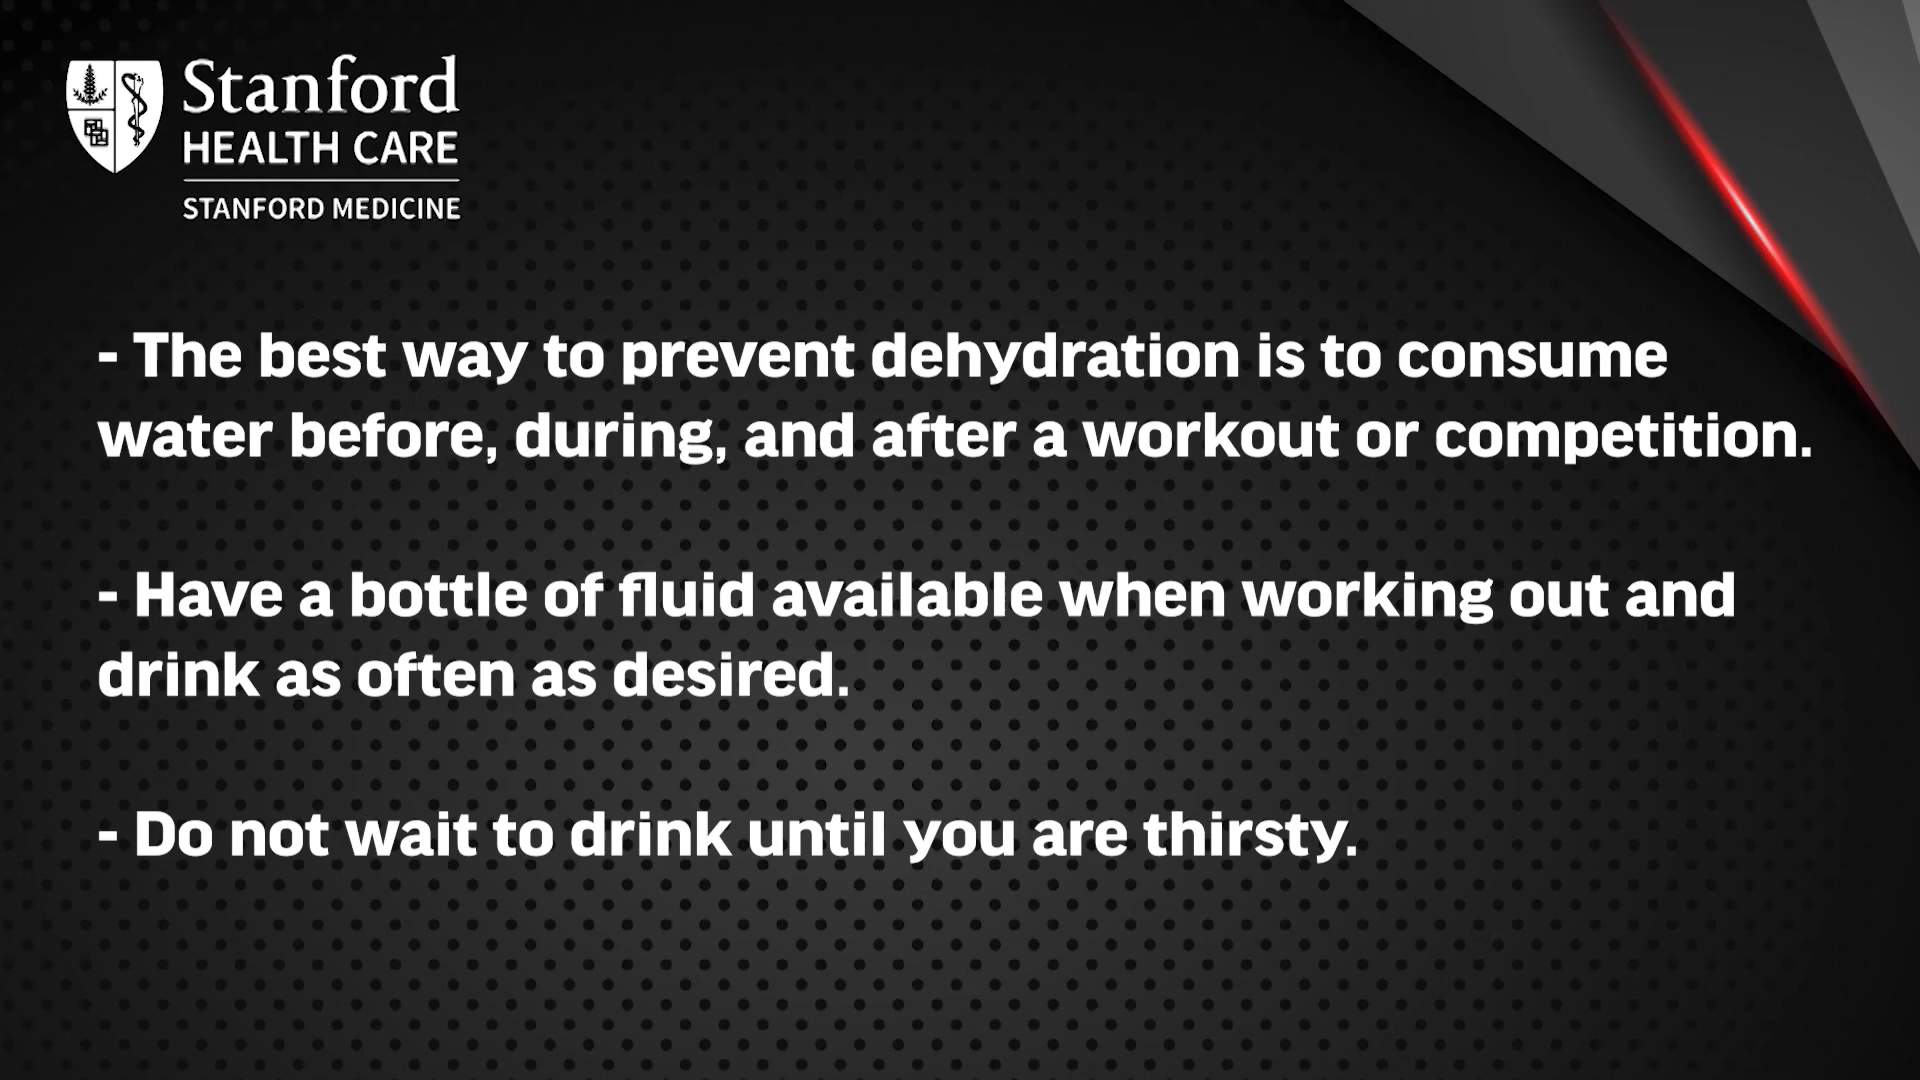 Stanford
HEALTH CARE
STANFORD MEDICINE
- The best way to prevent dehydration is to consume
water before, during, and after a workout or competition.
- Have a bottle of fluid available when working out and
drink as often as desired.
- Do not wait to drink until you are thirsty.